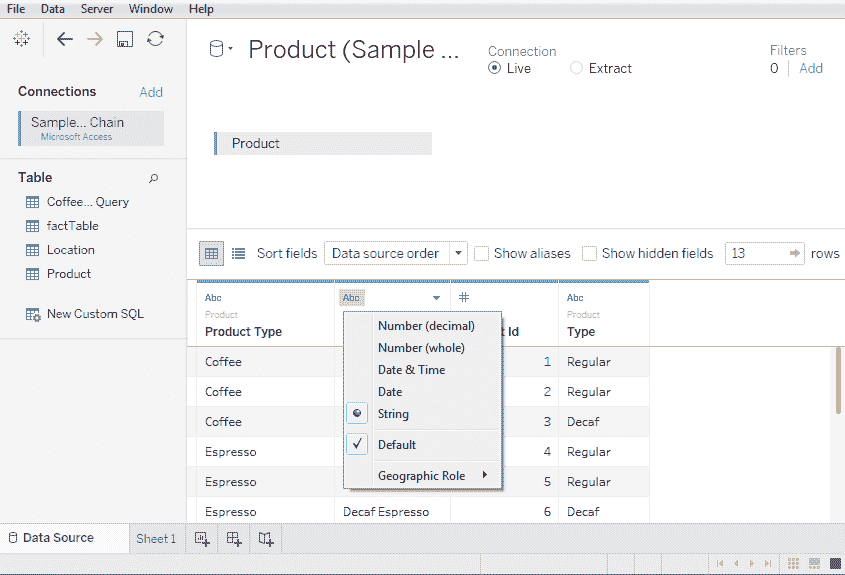 File Data Server Window Help
Product (Sample ...
Connection
Live Extract
Filters
0 Add
Connections Add
Sample... Chain
Microsoft Access
Product
Table
Coffee... Query
factTable
Location
Product
New Custom SQL
Sort fields Data source order Show aliases Show hidden fields 13 rows
Abc Abc # Abc
Product Product
Product Type t Id Type
Number (decimal)
Number (whole)
Date & Time
Date
String
Default
Geographic Role
Coffee 1 Regular
Coffee 2 Regular
Coffee 3 Decaf
Espresso 4 Regular
Espresso 5 Regular
Espresso Decaf Espresso 6 Decaf
Data Source Sheet 1